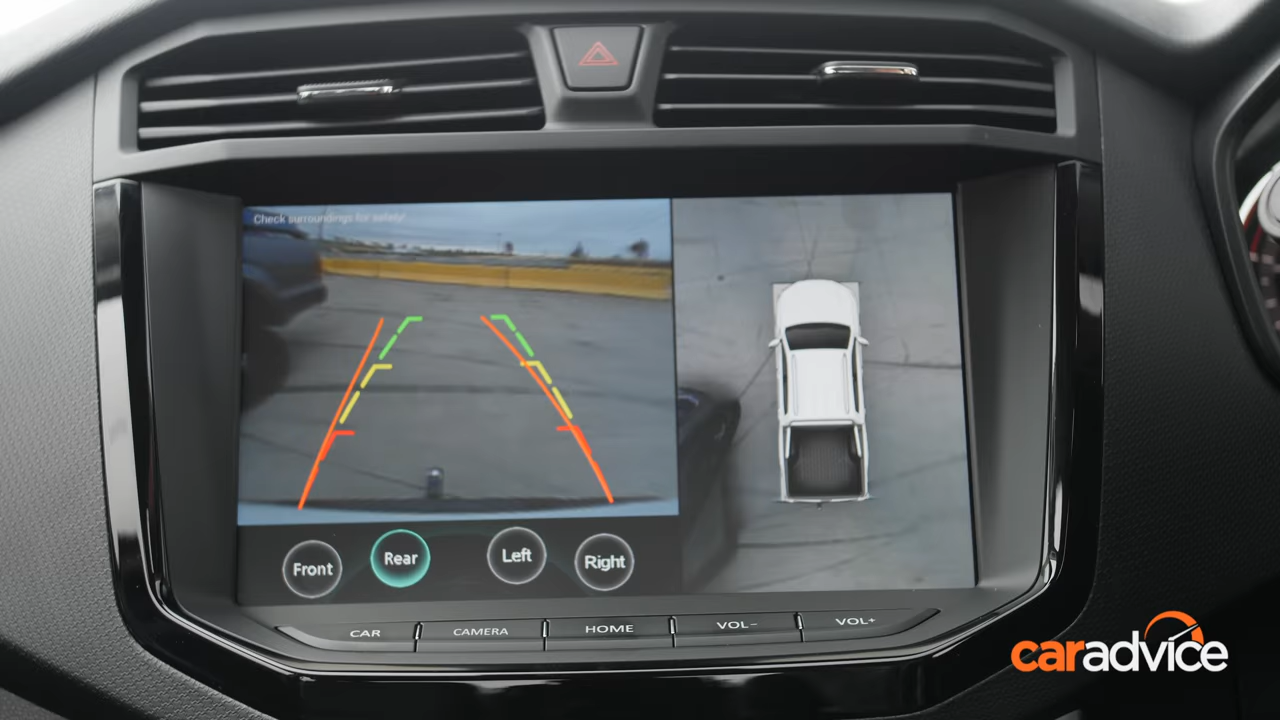 Check surroundings for safety!
Front Rear Left Right
CAR CAMERA HOME VOL- VOL+
caradvice